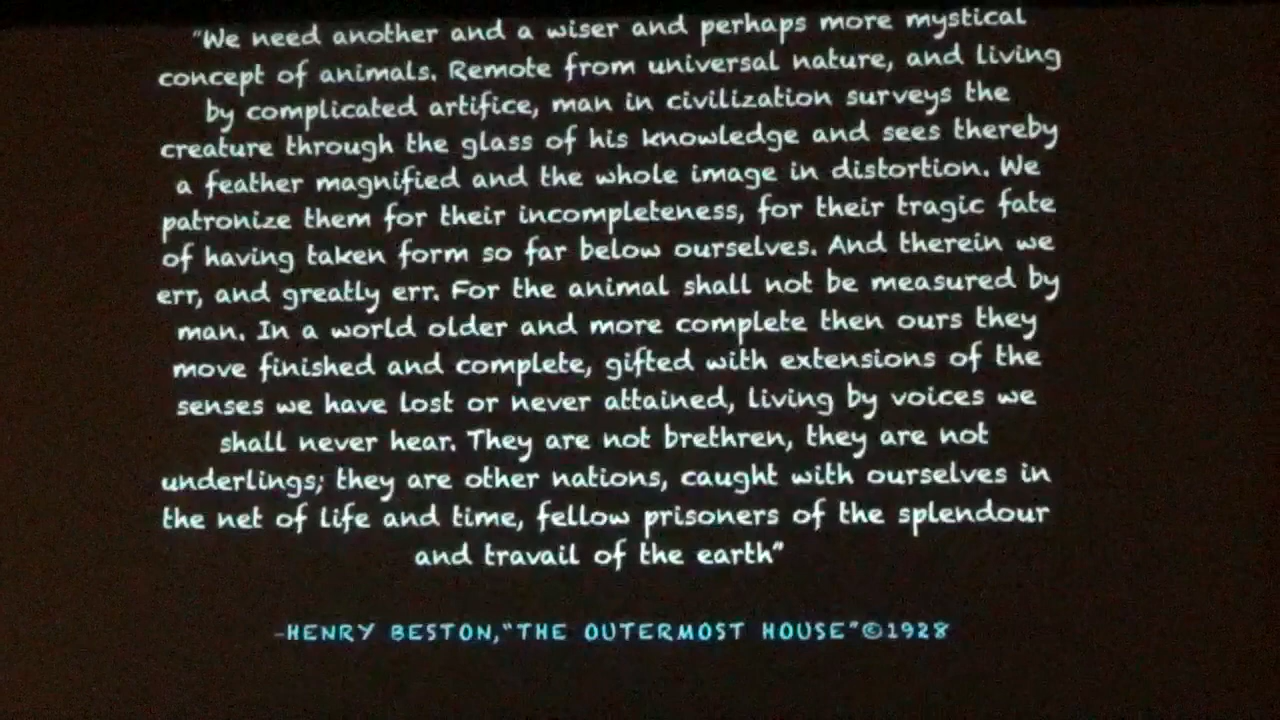 "We need another and a wiser and perhaps more mystical
concept of animals. Remote from universal nature, and living
by complicated artifice, man in civilization surveys the
creature through the glass of his knowledge and sees thereby
a feather magnified and the whole image in distortion. We
patronize them for their incompleteness, for their tragic fate
of having taken form so far below ourselves. And therein we
err, and greatly err. For the animal shall not be measured by
man. In a world older and more complete then ours they
move finished and complete, gifted with extensions of the
senses we have lost or never attained, living by voices we
shall never hear. They are not brethren, they are not
underlings; they are other nations, caught with ourselves in
the net of life and time, fellow prisoners of the splendour
and travail of the earth"
-HENRY BESTON,"THE OUTERMOST HOUSE"©1928